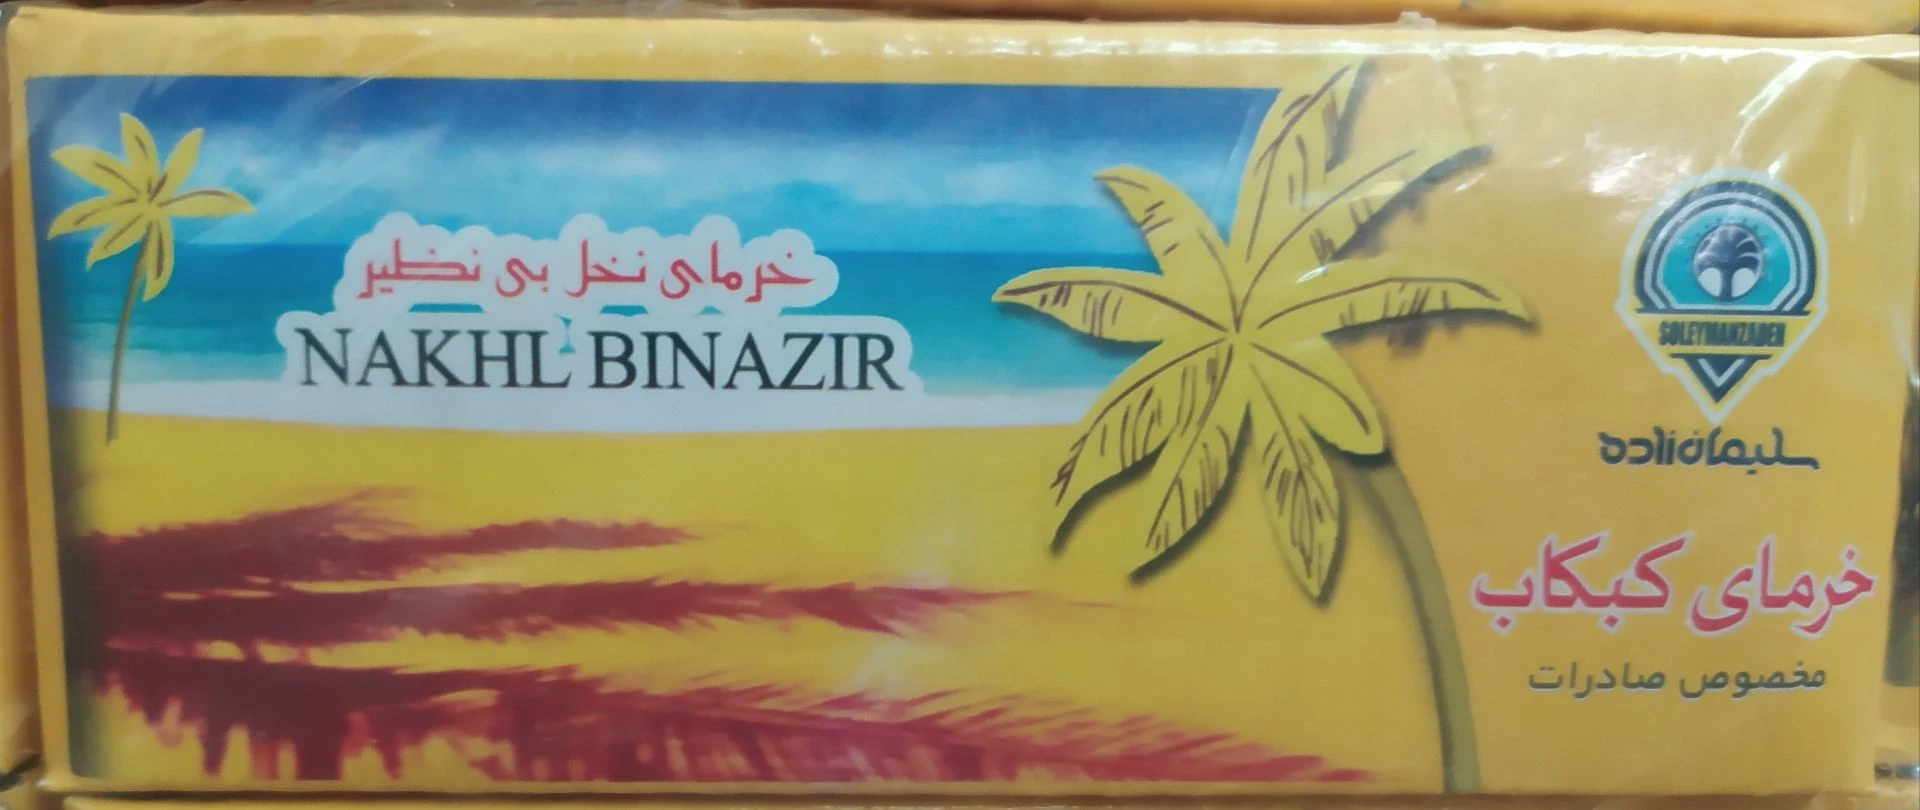 خرمای نخل بی نظیر
NAKHL BINAZIR
SOLEYMANZADEH
سلیمان‌زاده
خرمای کبکاب
مخصوص صادرات